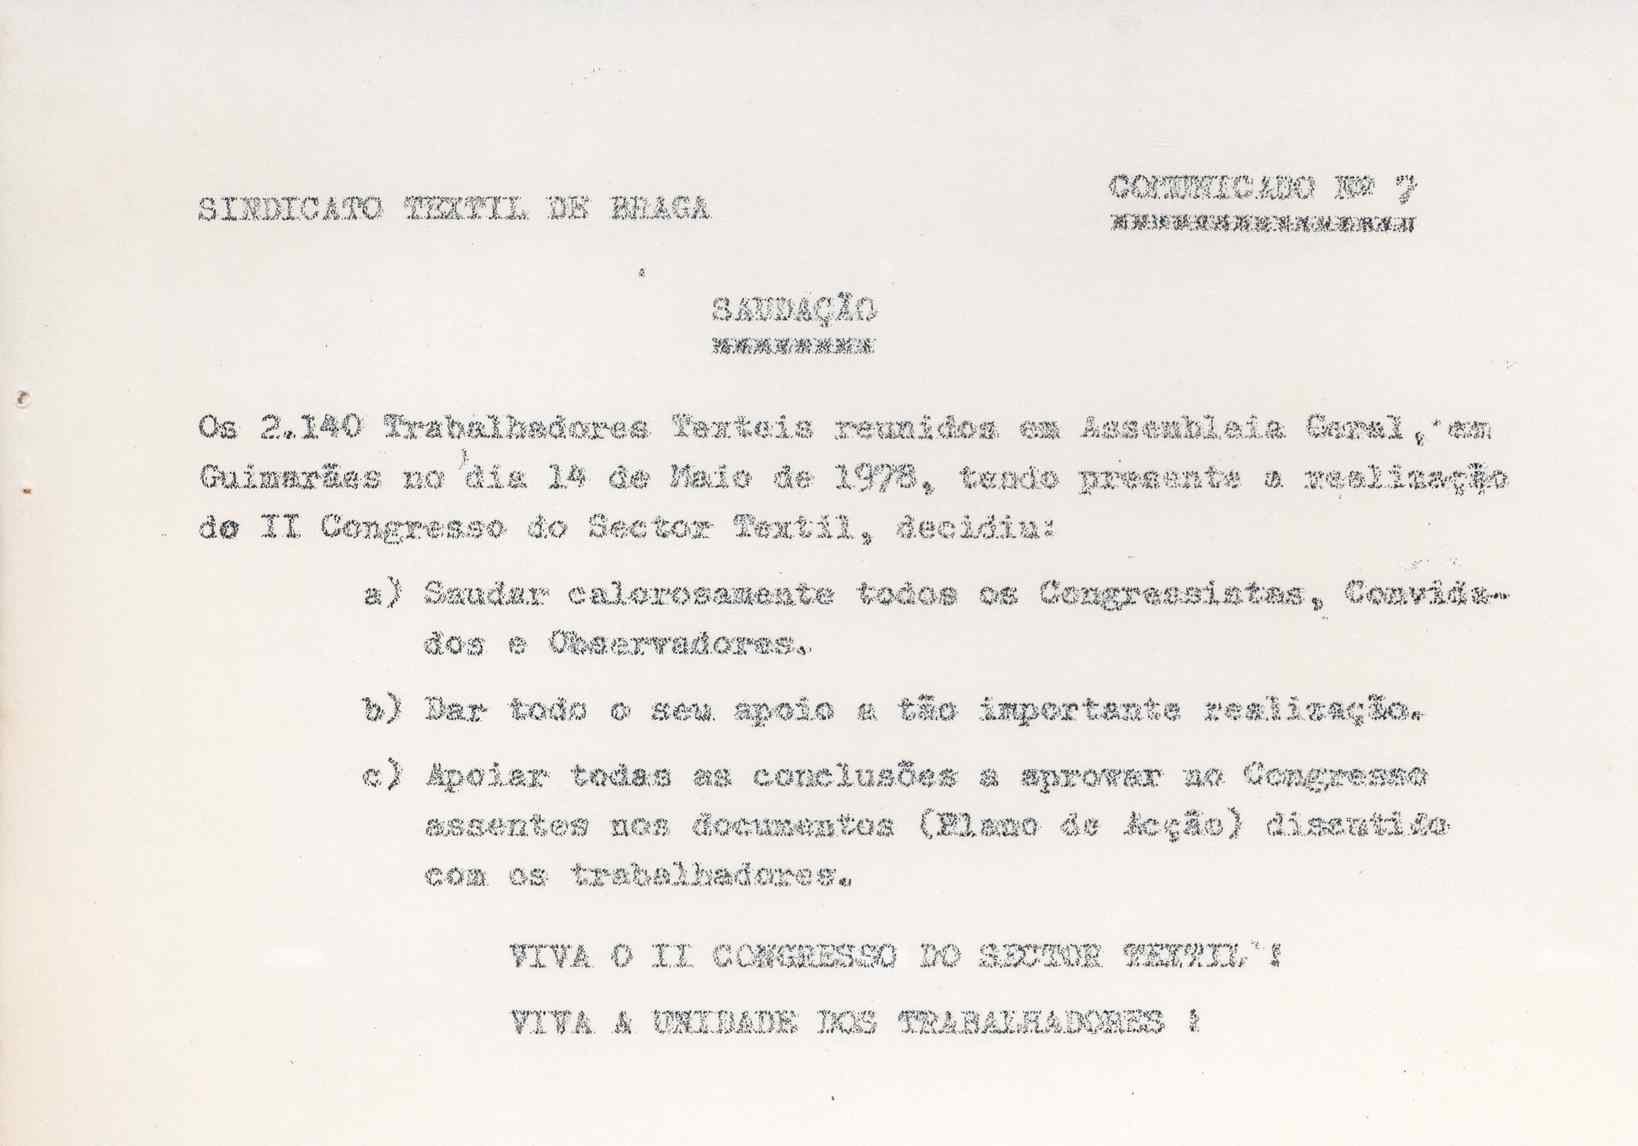 SINDICATO TEXTIL DE BRAGA
COMUNICADO Nº 7
SAUDAÇÃO
Os 2.140 Trabalhadores Texteis reunidos em Assembleia Geral, em
Guimarães no dia 14 de Maio de 1978, tendo presente a realização
do II Congresso do Sector Textil, decidiu:
a) Saudar calorosamente todos os Congressistas, Convida-
dos e Observadores.
b) Dar todo o seu apoio a tão importante realização.
c) Apoiar todas as conclusões a aprovar no Congresso
assentes nos documentos (Plano de Acção) discutido
com os trabalhadores.
VIVA O II CONGRESSO DO SECTOR TEXTIL !
VIVA A UNIDADE DOS TRABALHADORES !